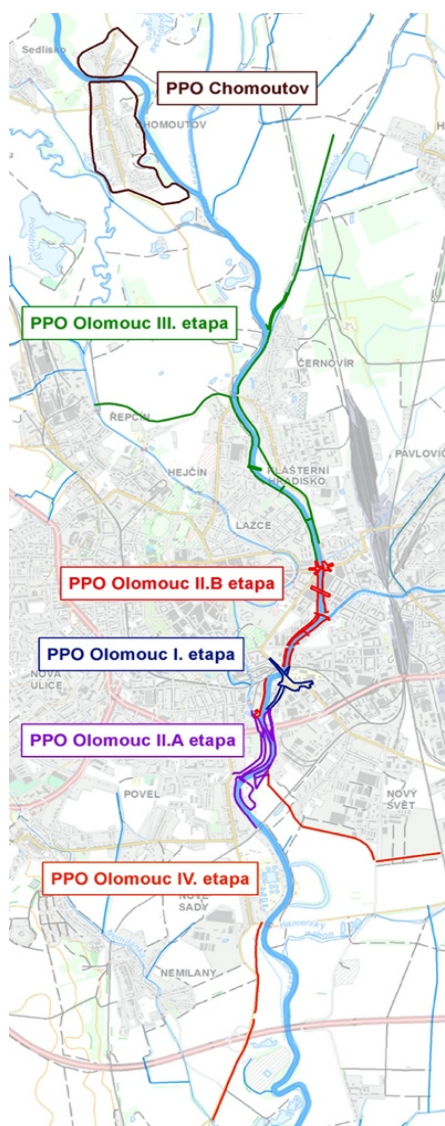 Sedlisko
PPO Chomoutov
CHOMOUTOV
PPO Olomouc III. etapa
ČERNOVÍR
ŘEPČÍN
HEJČÍN
KLÁŠTERNÍ
HRADISKO
PAVLOVIČ
LAZCE
PPO Olomouc II.B etapa
PPO Olomouc I. etapa
NOVÁ
ULICE
PPO Olomouc II.A etapa
POVEL
NOVÝ
SVĚT
PPO Olomouc IV. etapa
NOVÉ
SADY
NEMILANY